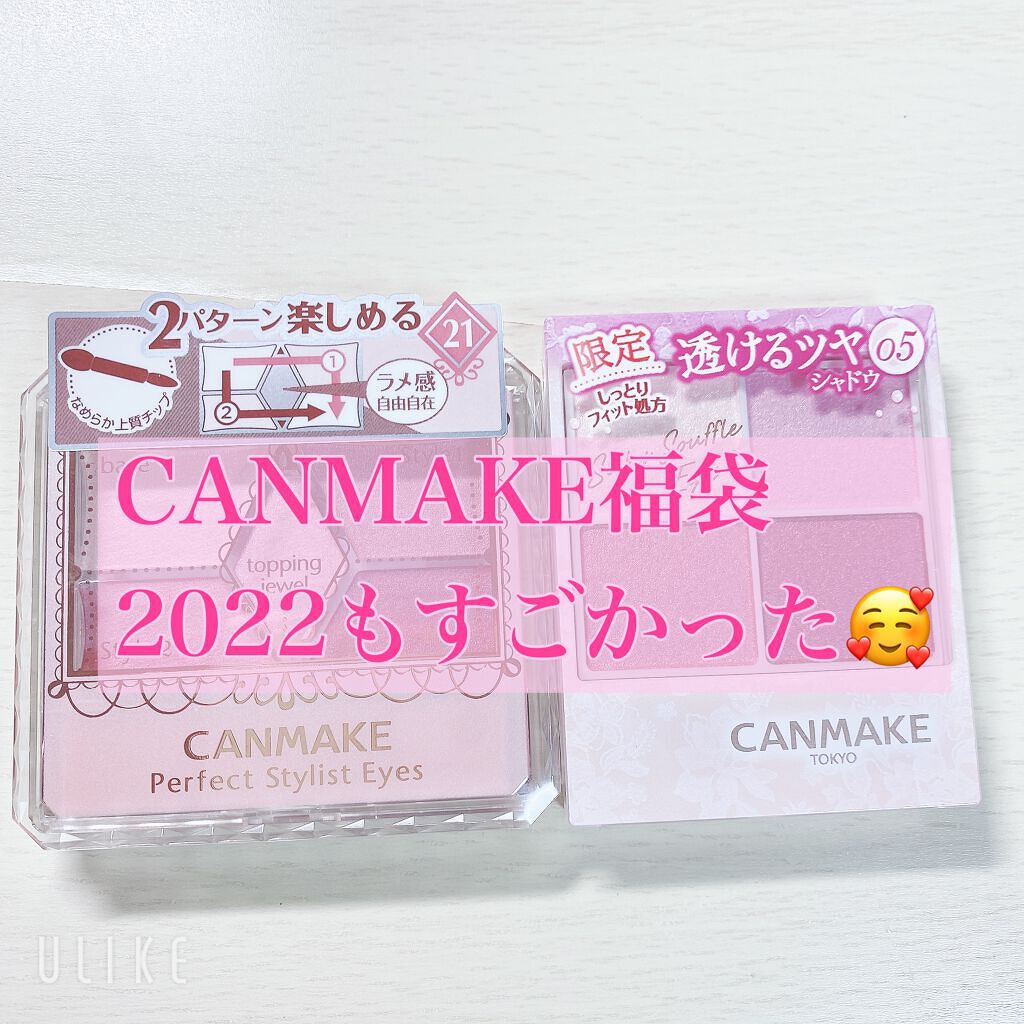 2パターン楽しめる
21
なめらか上質チップ
①
②
ラメ感
自由自在
限定
透けるツヤ
シャドウ
05
しっとり
フィット処方
Souffle
base
CANMAKE福袋
topping
jewel
2022もすごかった🥰
CANMAKE
Perfect Stylist Eyes
CANMAKE
TOKYO
ULIKE